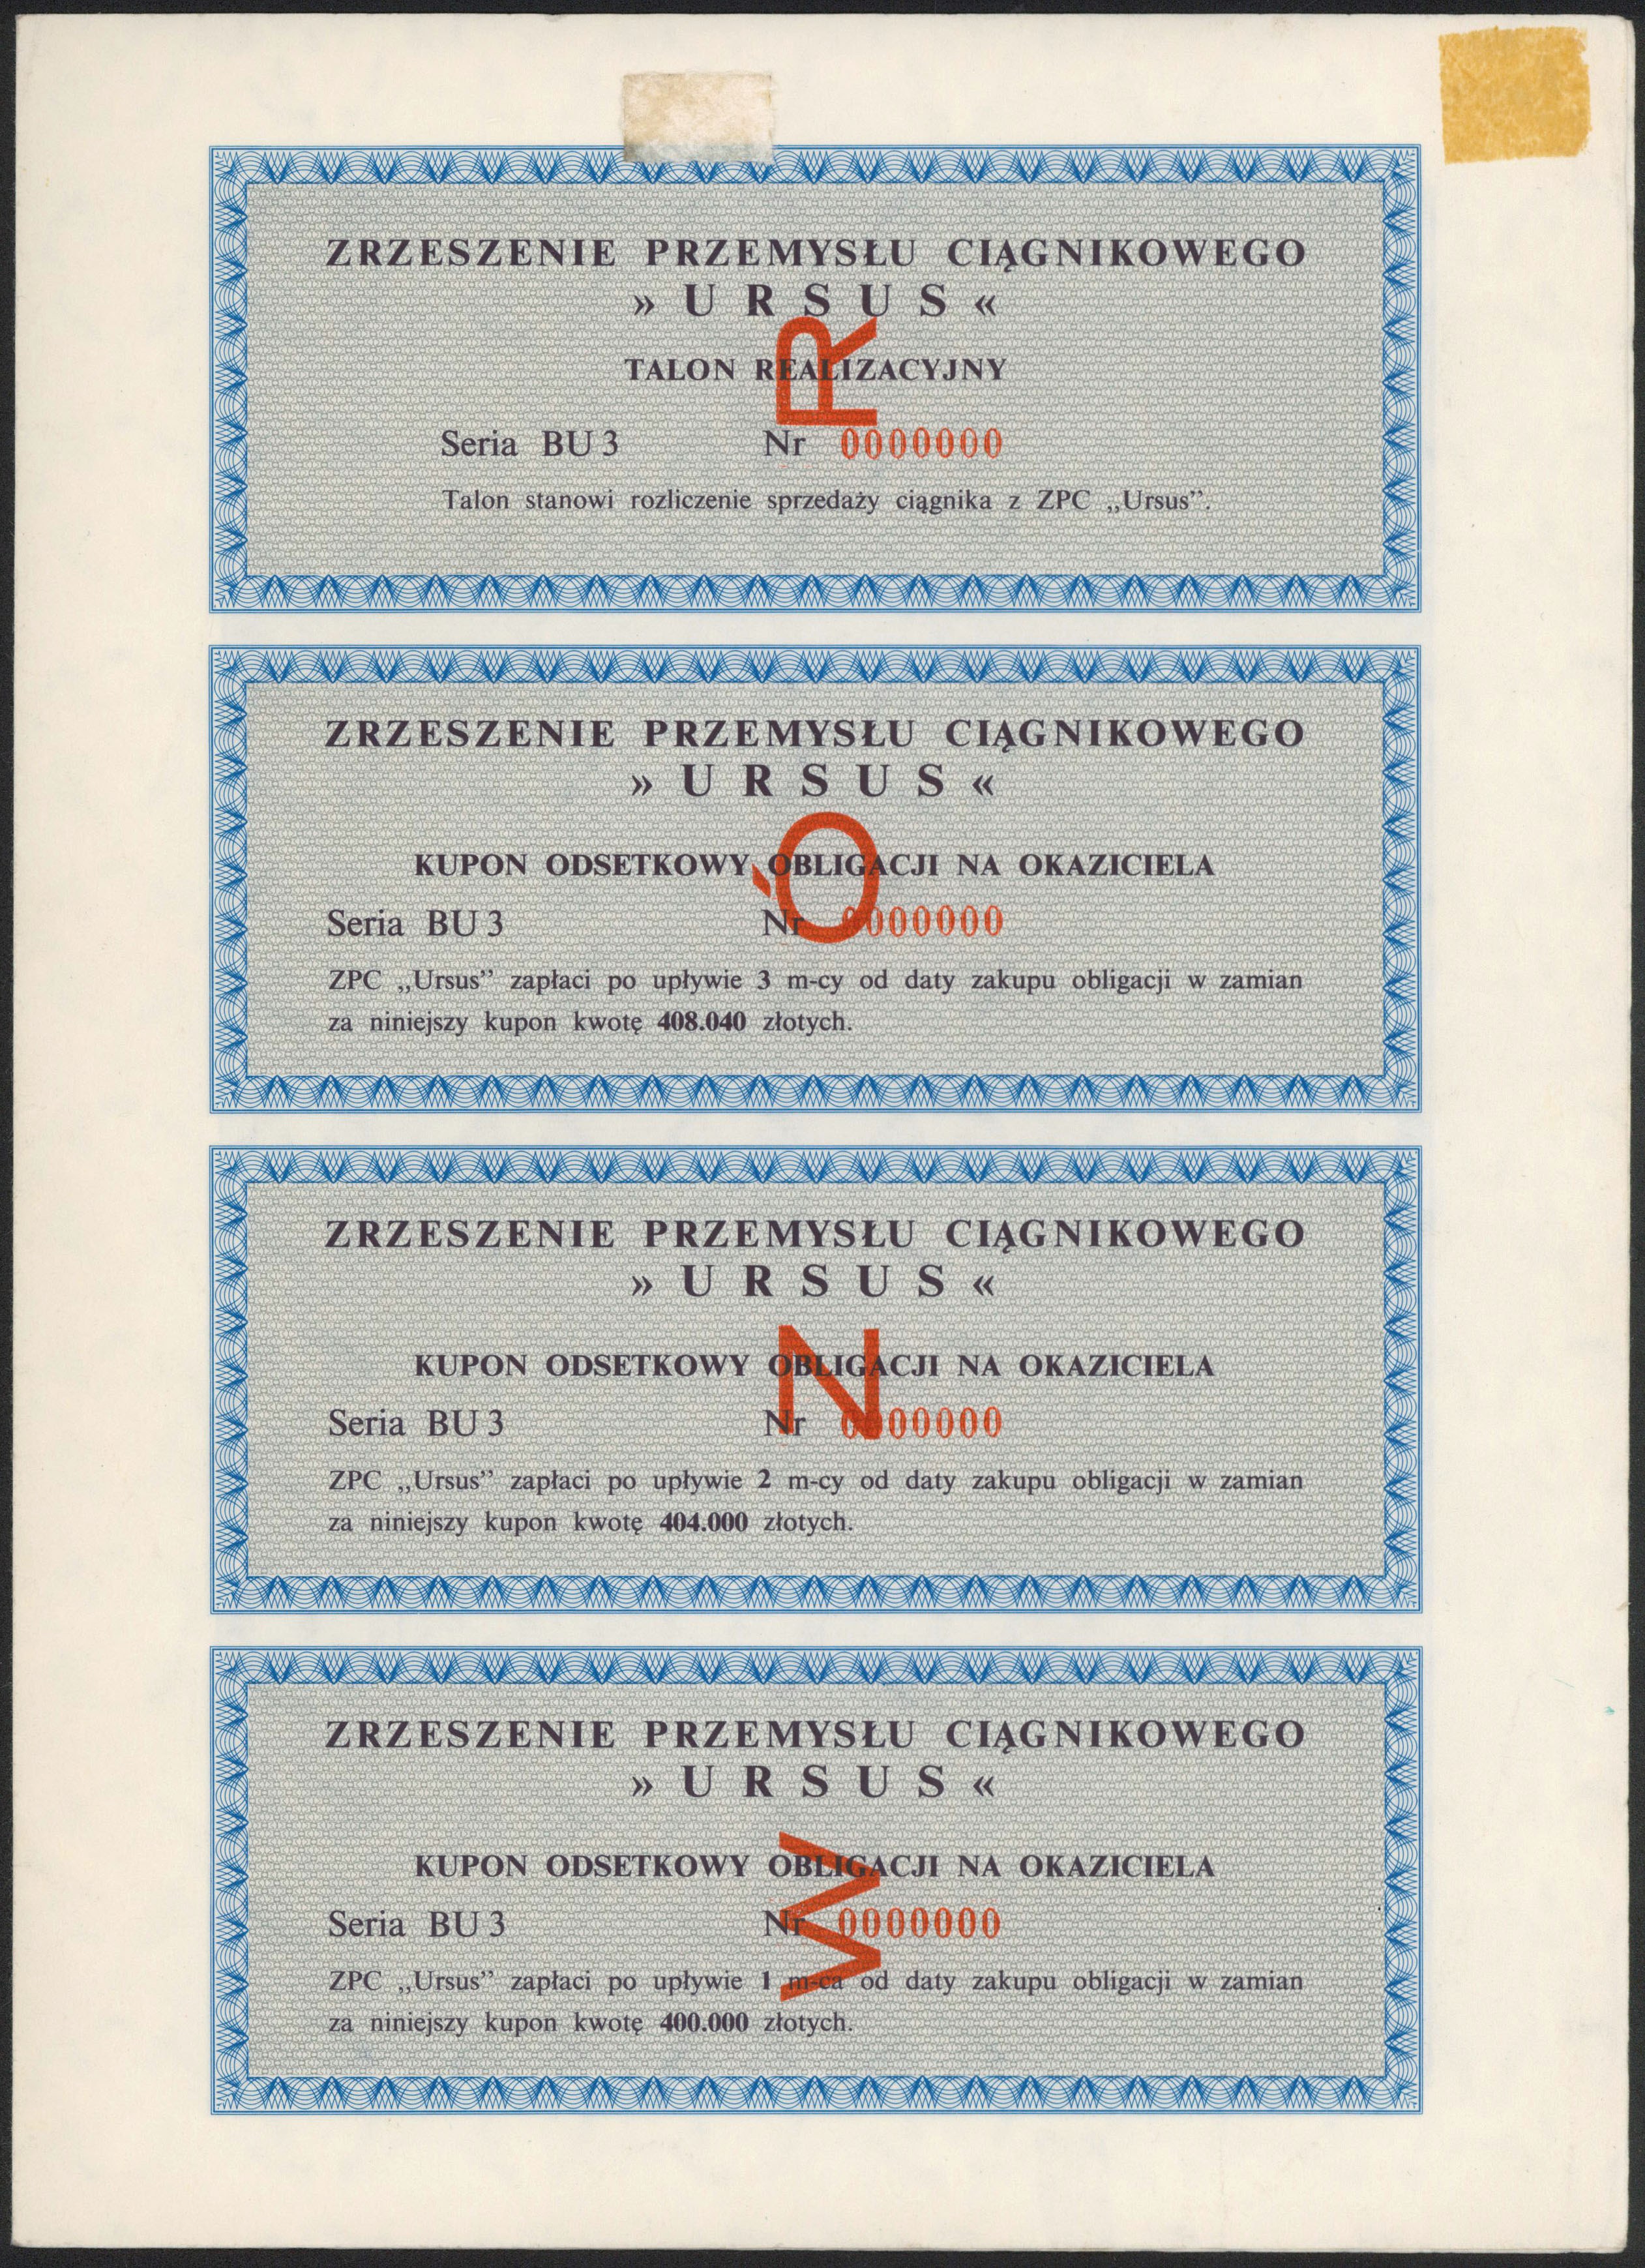 ZRZESZENIE PRZEMYSŁU CIĄGNIKOWEGO
» U R S U S «
TALON REALIZACYJNY
Seria BU 3 Nr 0000000
Talon stanowi rozliczenie sprzedaży ciągnika z ZPC „Ursus”.
R
ZRZESZENIE PRZEMYSŁU CIĄGNIKOWEGO
» U R S U S «
KUPON ODSETKOWY OBLIGACJI NA OKAZICIELA
Seria BU 3 Nr 0000000
ZPC „Ursus” zapłaci po upływie 3 m-cy od daty zakupu obligacji w zamian
za niniejszy kupon kwotę 408.040 złotych.
Ó
ZRZESZENIE PRZEMYSŁU CIĄGNIKOWEGO
» U R S U S «
KUPON ODSETKOWY OBLIGACJI NA OKAZICIELA
Seria BU 3 Nr 0000000
ZPC „Ursus” zapłaci po upływie 2 m-cy od daty zakupu obligacji w zamian
za niniejszy kupon kwotę 404.000 złotych.
Z
ZRZESZENIE PRZEMYSŁU CIĄGNIKOWEGO
» U R S U S «
KUPON ODSETKOWY OBLIGACJI NA OKAZICIELA
Seria BU 3 Nr 0000000
ZPC „Ursus” zapłaci po upływie 1 m-ca od daty zakupu obligacji w zamian
za niniejszy kupon kwotę 400.000 złotych.
W